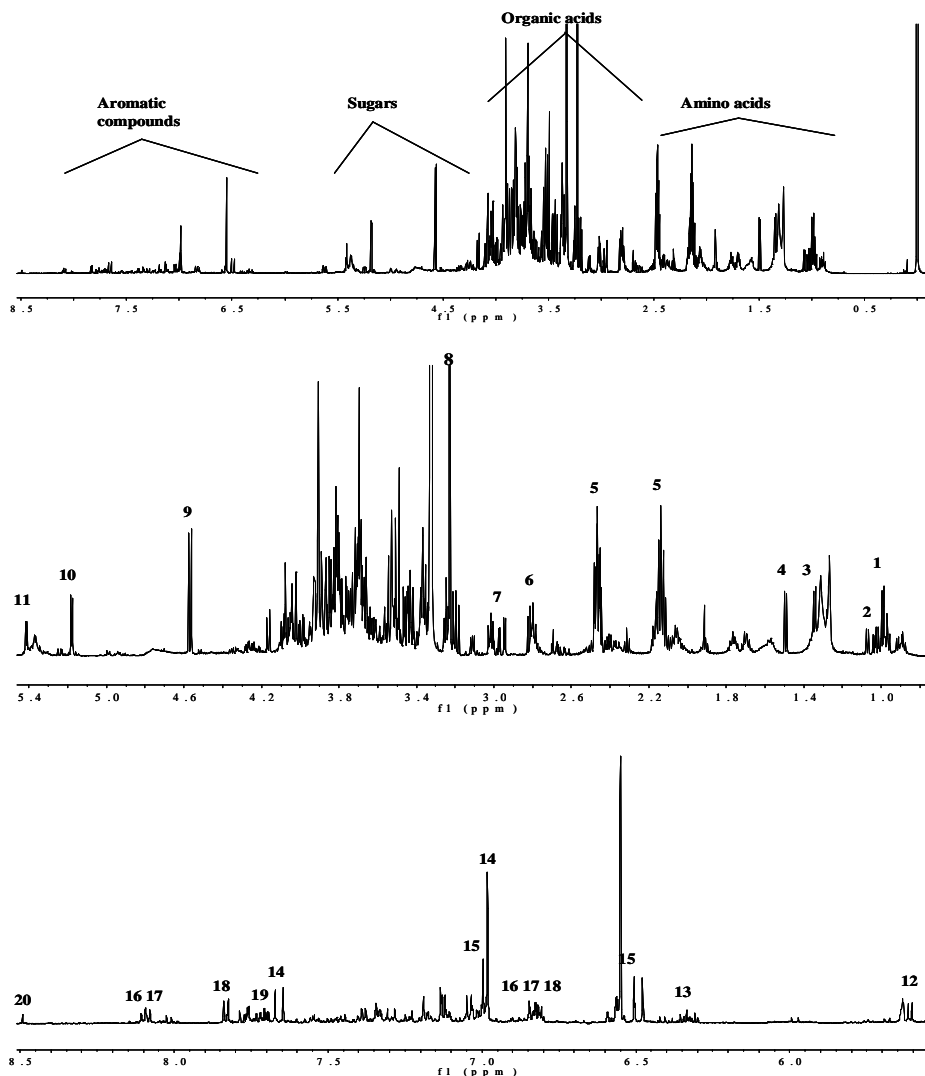 Organic acids
Aromatic compounds
Sugars
Amino acids
8.5 7.5 6.5 5.5 4.5 3.5 2.5 1.5 0.5
f1 (ppm)
8
5 5
9
10
11
7 6
4 3 1
2
5.4 5.0 4.6 4.2 3.8 3.4 3.0 2.6 2.2 1.8 1.4 1.0
f1 (ppm)
14
15
15
20 16 17 18 19 14 16 17 18 13 12
8.5 8.0 7.5 7.0 6.5 6.0
f1 (ppm)